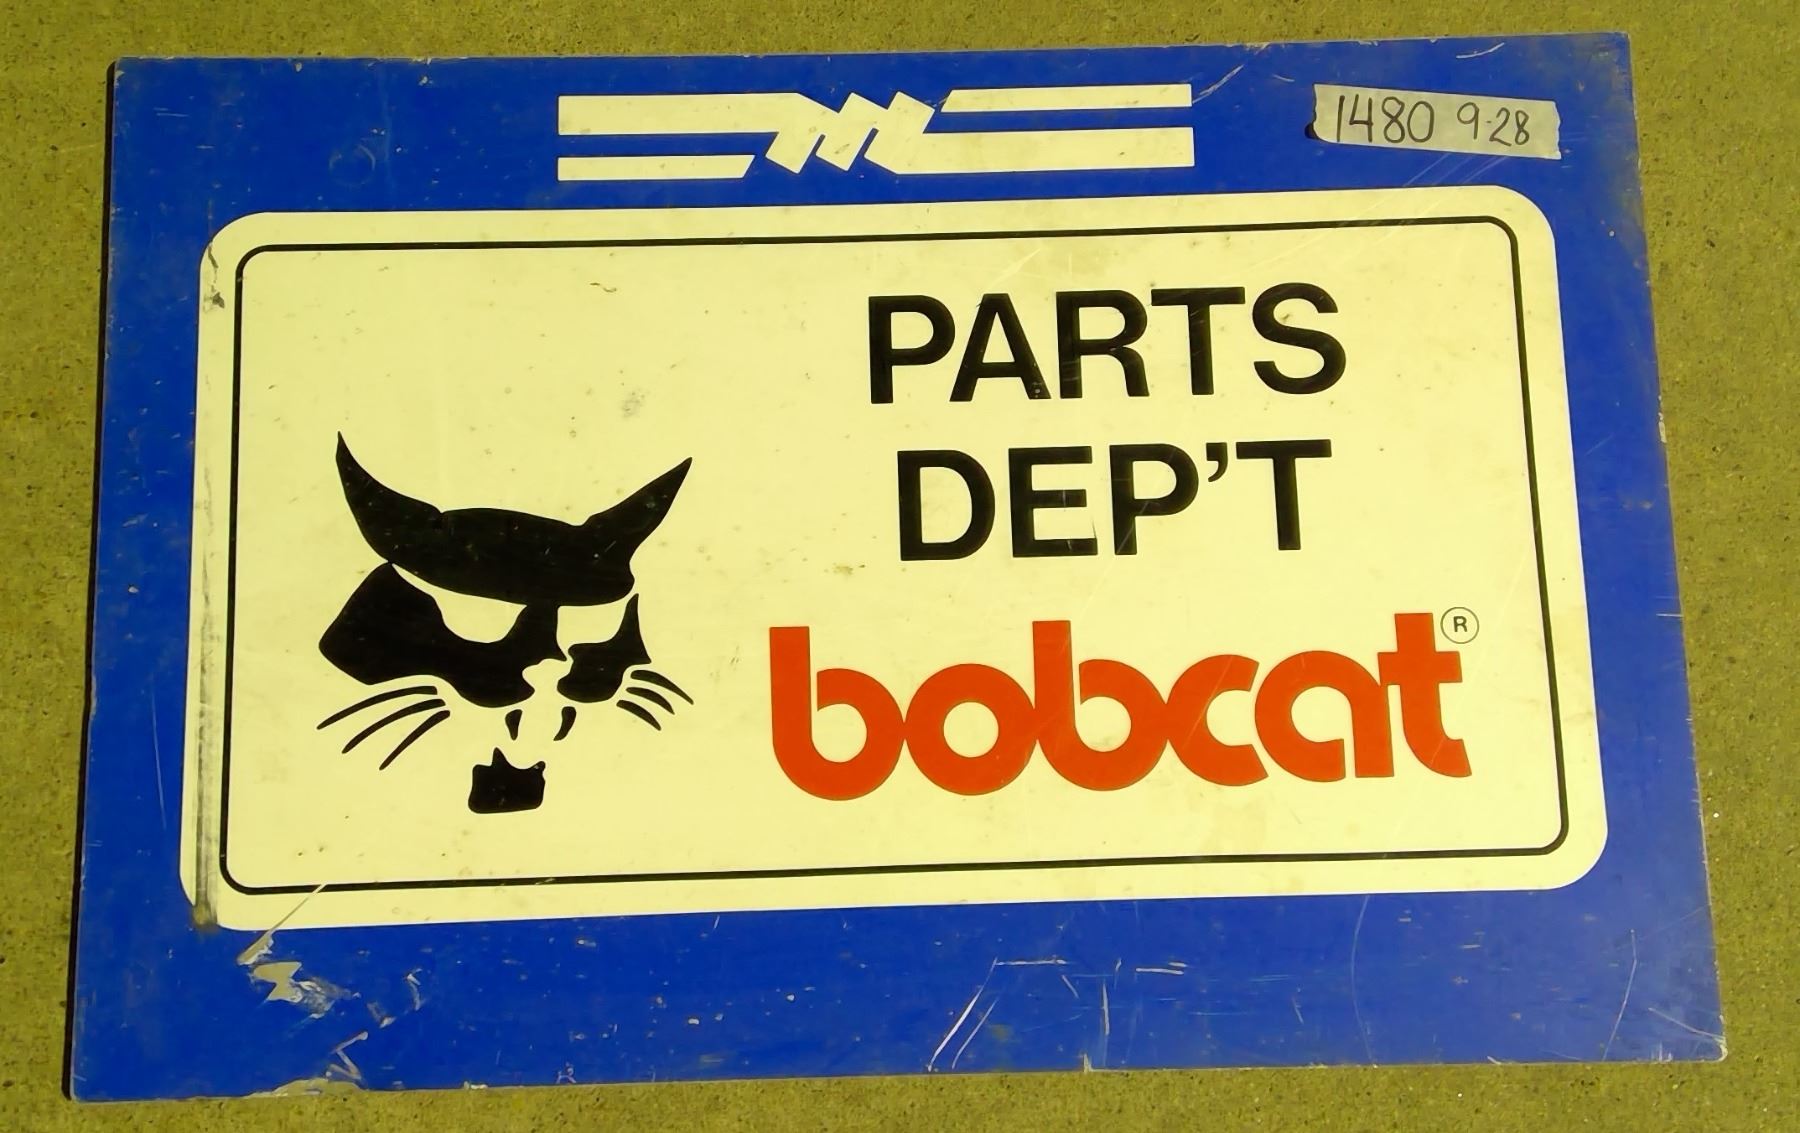 1480 9-28
PARTS
DEP'T
bobcat®